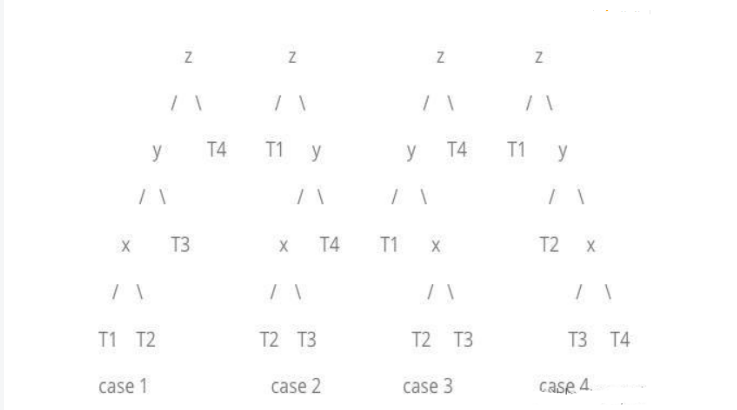 z z z z
/ \ / \ / \ / \
y T4 T1 y y T4 T1 y
/ \ / \ / \ / \
x T3 x T4 T1 x T2 x
/ \ / \ / \ / \
T1 T2 T2 T3 T2 T3 T3 T4
case 1 case 2 case 3 case 4